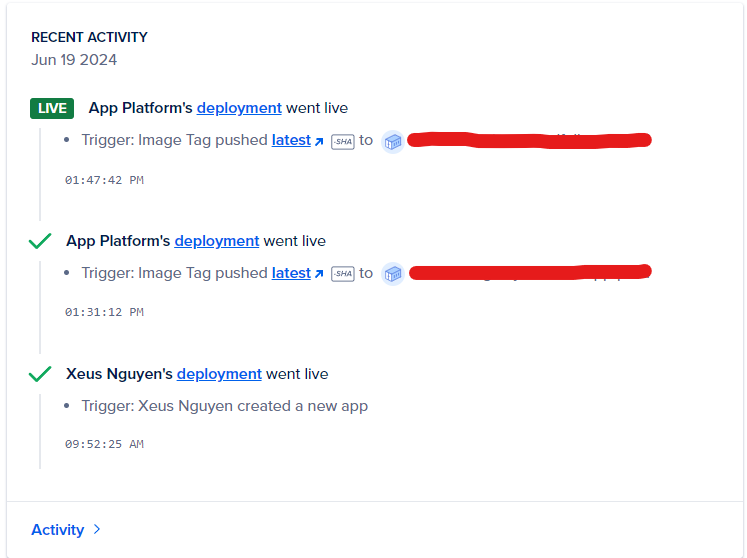 RECENT ACTIVITY
Jun 19 2024
LIVE App Platform's deployment went live
• Trigger: Image Tag pushed latest -SHA to
01:47:42 PM
App Platform's deployment went live
• Trigger: Image Tag pushed latest -SHA to
01:31:12 PM
Xeus Nguyen's deployment went live
• Trigger: Xeus Nguyen created a new app
09:52:25 AM
Activity